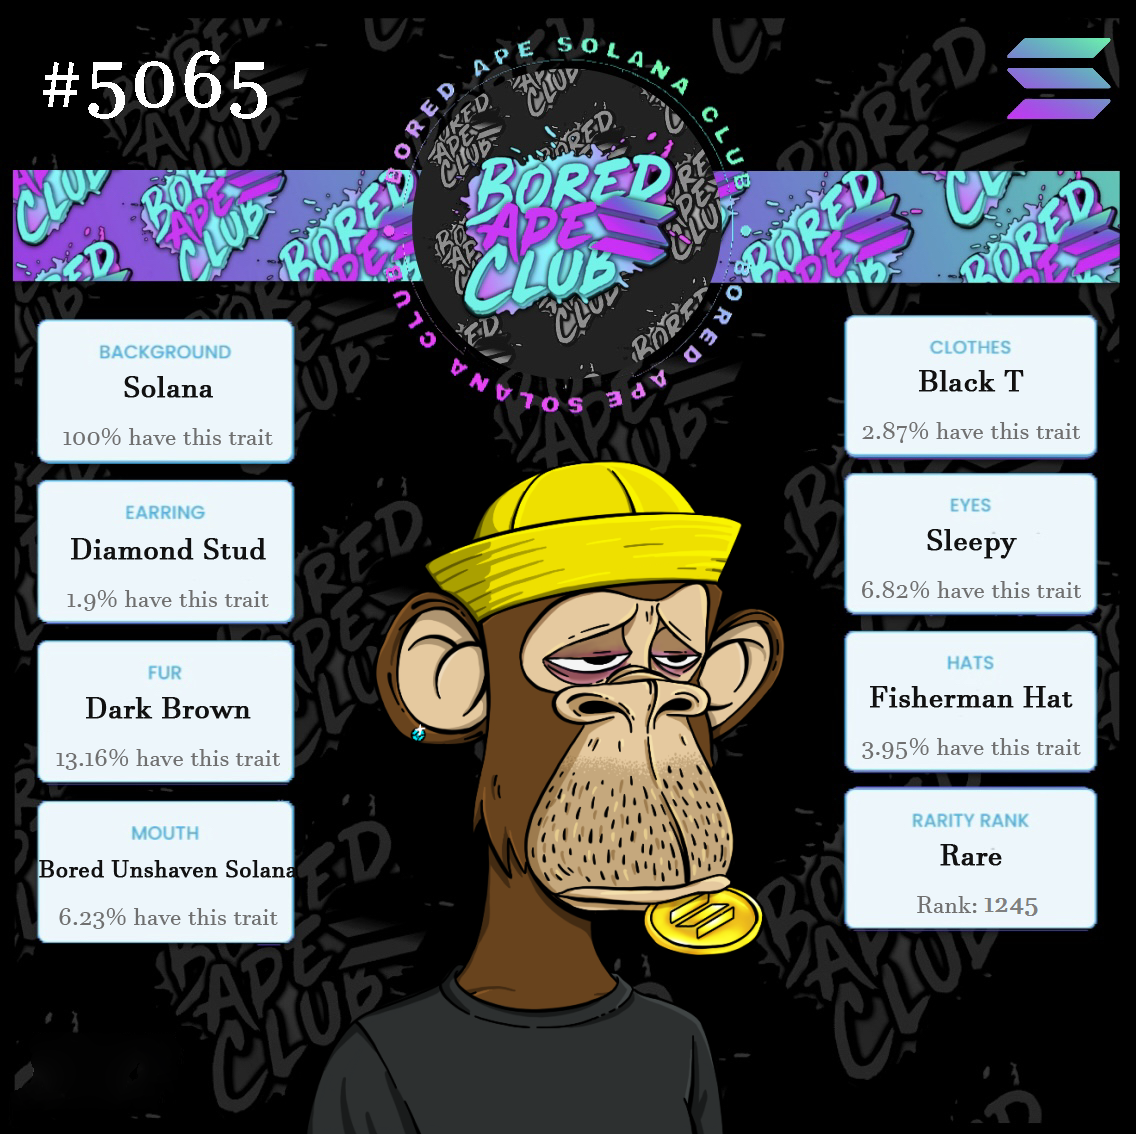 #5065
BORED APE SOLANA CLUB
BORED APE SOLANA CLUB
BORED
APE
CLUB
BACKGROUND
Solana
100% have this trait
EARRING
Diamond Stud
1.9% have this trait
FUR
Dark Brown
13.16% have this trait
MOUTH
Bored Unshaven Solana
6.23% have this trait
CLOTHES
Black T
2.87% have this trait
EYES
Sleepy
6.82% have this trait
HATS
Fisherman Hat
3.95% have this trait
RARITY RANK
Rare
Rank: 1245